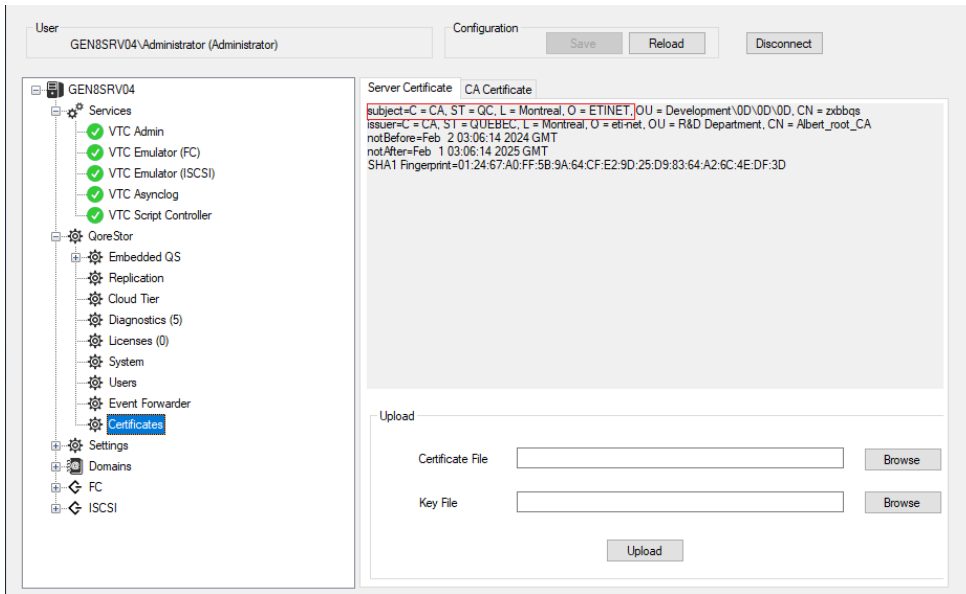 User
GEN8SRV04\Administrator (Administrator)
Configuration
Save
Reload
Disconnect
GEN8SRV04
Services
VTC Admin
VTC Emulator (FC)
VTC Emulator (ISCSI)
VTC Asynclog
VTC Script Controller
QoreStor
Embedded QS
Replication
Cloud Tier
Diagnostics (5)
Licenses (0)
System
Users
Event Forwarder
Certificates
Settings
Domains
FC
ISCSI
Server Certificate
CA Certificate
subject=C = CA, ST = QC, L = Montreal, O = ETINET, OU = Development\0D\0D\0D, CN = zxbbqs
issuer=C = CA, ST = QUEBEC, L = Montreal, O = eti-net, OU = R&D Department, CN = Albert_root_CA
notBefore=Feb  2 03:06:14 2024 GMT
notAfter=Feb  1 03:06:14 2025 GMT
SHA1 Fingerprint=01:24:67:A0:FF:5B:9A:64:CF:E2:9D:25:D9:83:64:A2:6C:4E:DF:3D
Upload
Certificate File
Browse
Key File
Browse
Upload